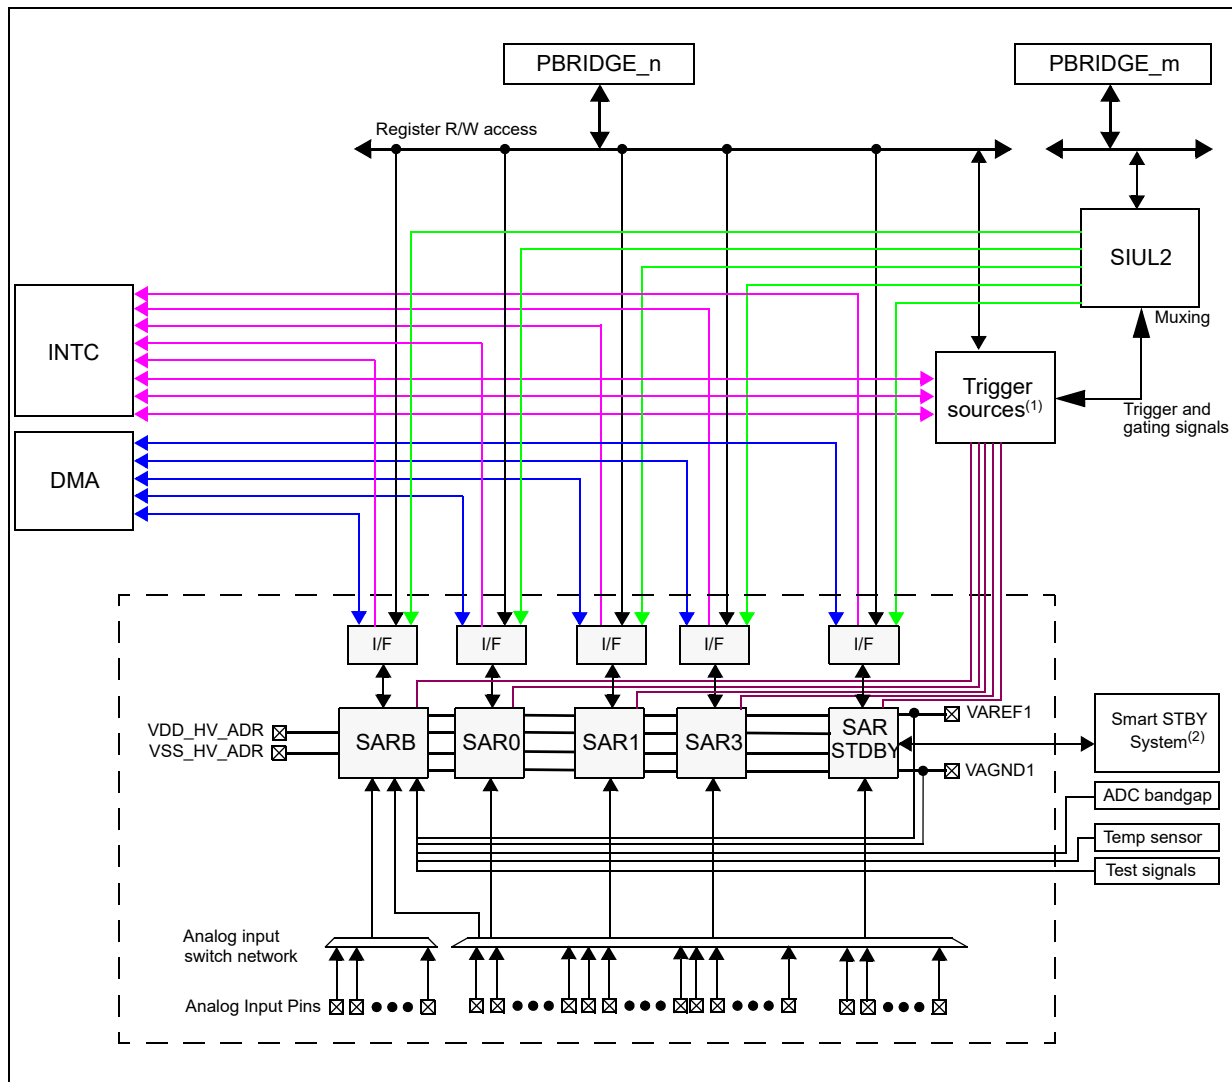 PBRIDGE_n
PBRIDGE_m
Register R/W access
SIUL2
Muxing
INTC
Trigger
sources(1)
Trigger and
gating signals
DMA
I/F
I/F
I/F
I/F
I/F
VDD_HV_ADR
VSS_HV_ADR
SARB
SAR0
SAR1
SAR3
SAR
STDBY
VAREF1
VAGND1
Smart STBY
System(2)
ADC bandgap
Temp sensor
Test signals
Analog input
switch network
Analog Input Pins